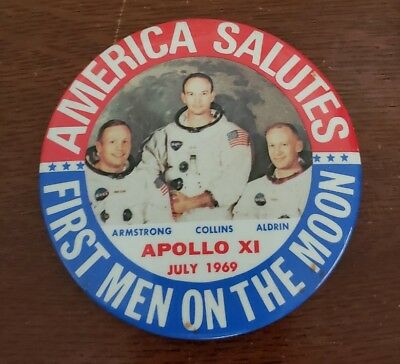 AMERICA SALUTES
ARMSTRONG COLLINS ALDRIN
APOLLO XI
JULY 1969
FIRST MEN ON THE MOON